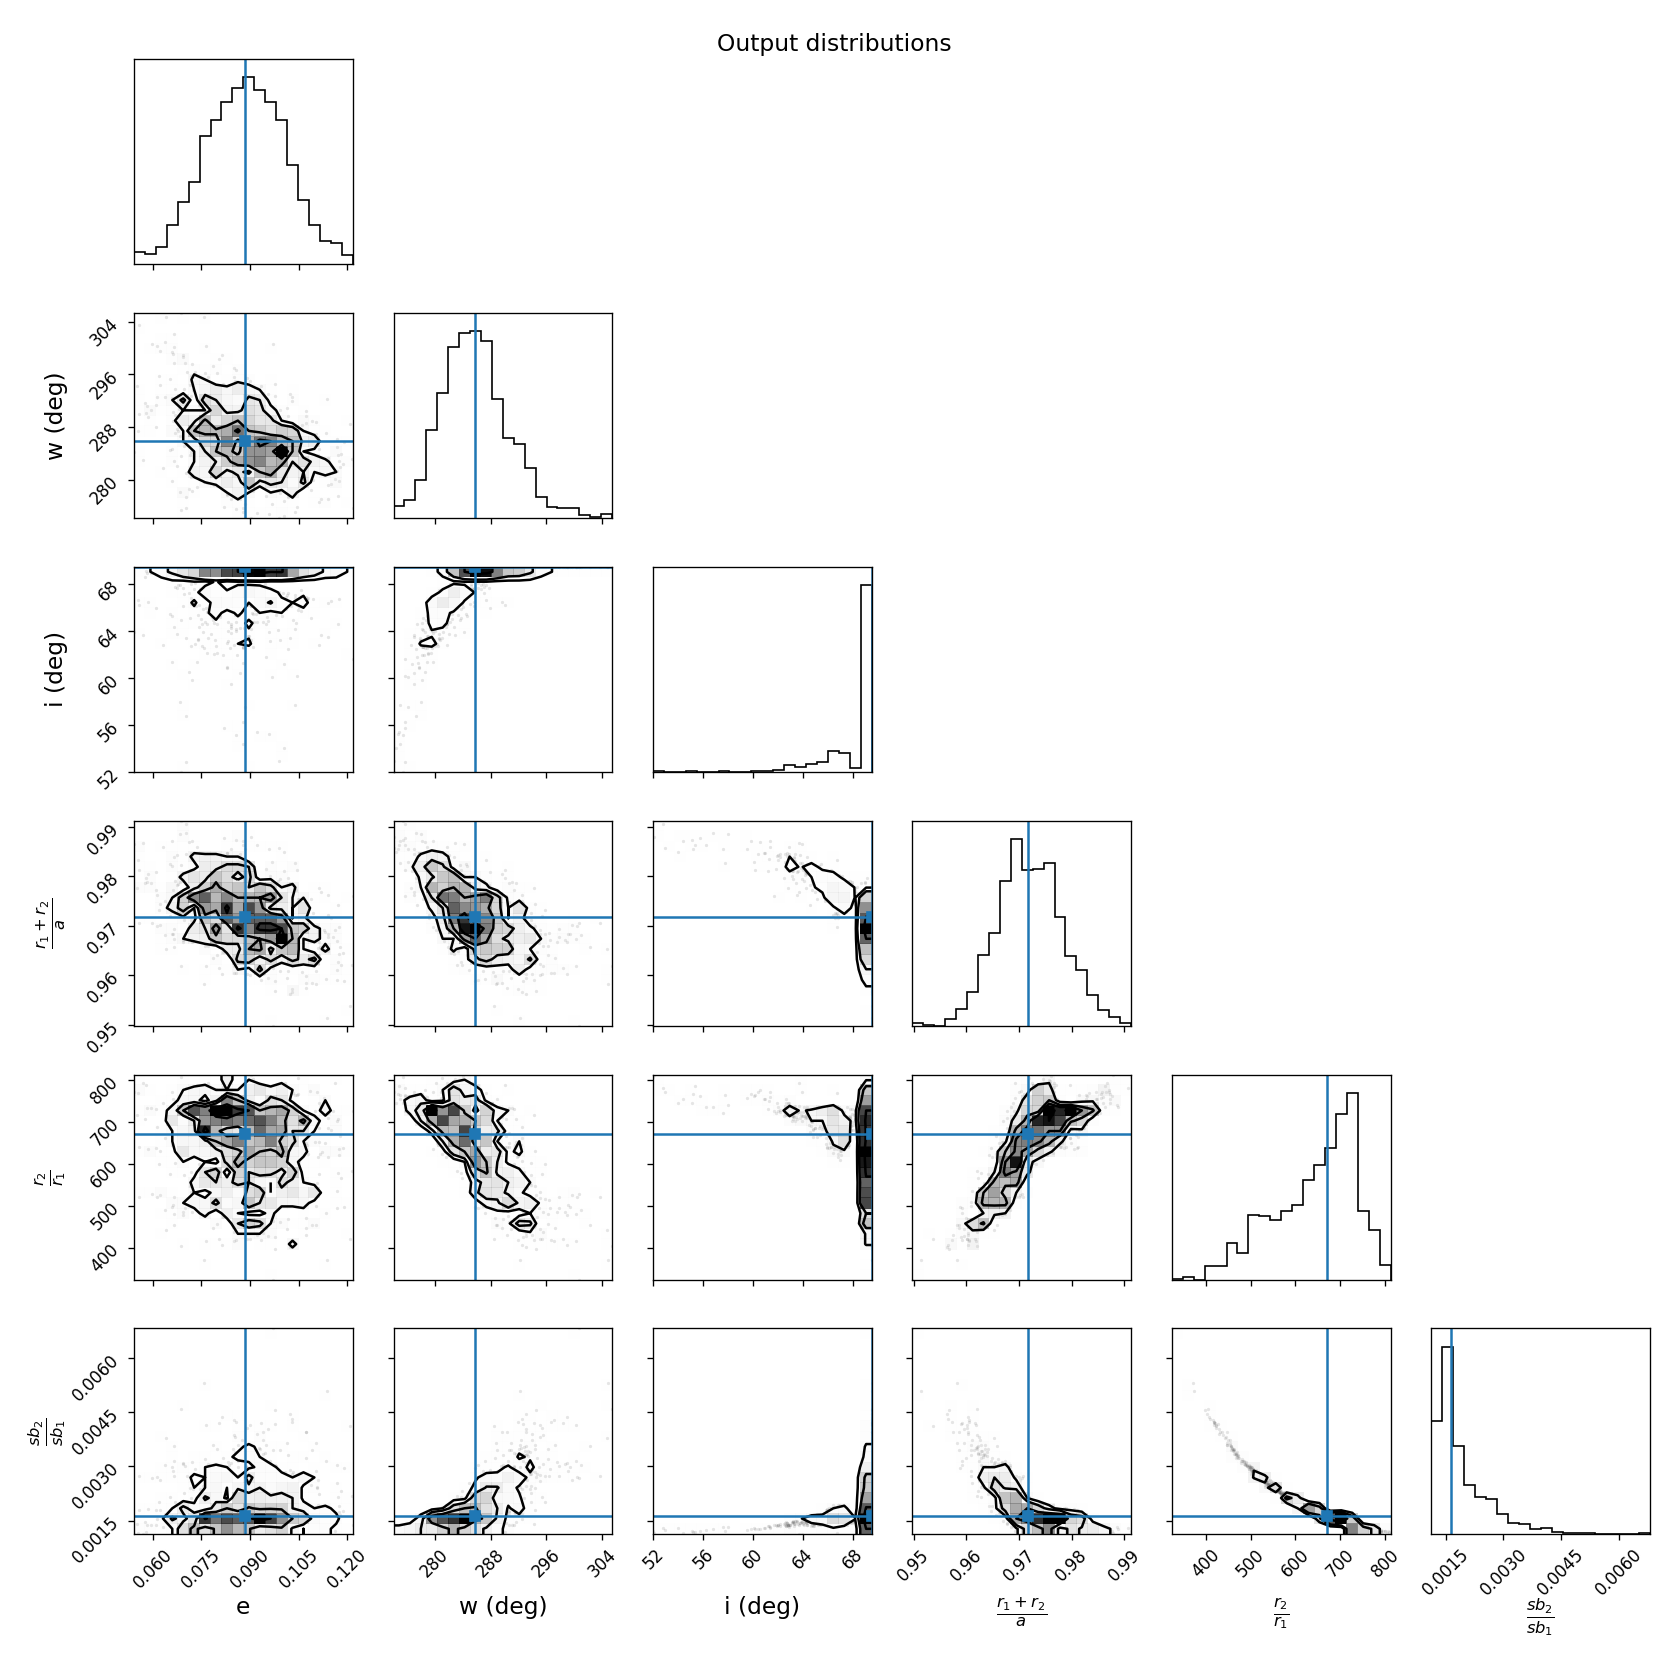 Output distributions
304
296
288
280
w (deg)
68
64
60
56
52
i (deg)
0.99
0.98
0.97
0.96
0.95
r₁ + r₂
a
800
700
600
500
400
r₂
r₁
0.0060
0.0045
0.0030
0.0015
sb₂
sb₁
0.060 0.075 0.090 0.105 0.120
280 288 296 304
52 56 60 64 68
0.95 0.96 0.97 0.98 0.99
400 500 600 700 800
0.0015 0.0030 0.0045 0.0060
e
w (deg)
i (deg)
r₁ + r₂
a
r₂
r₁
sb₂
sb₁